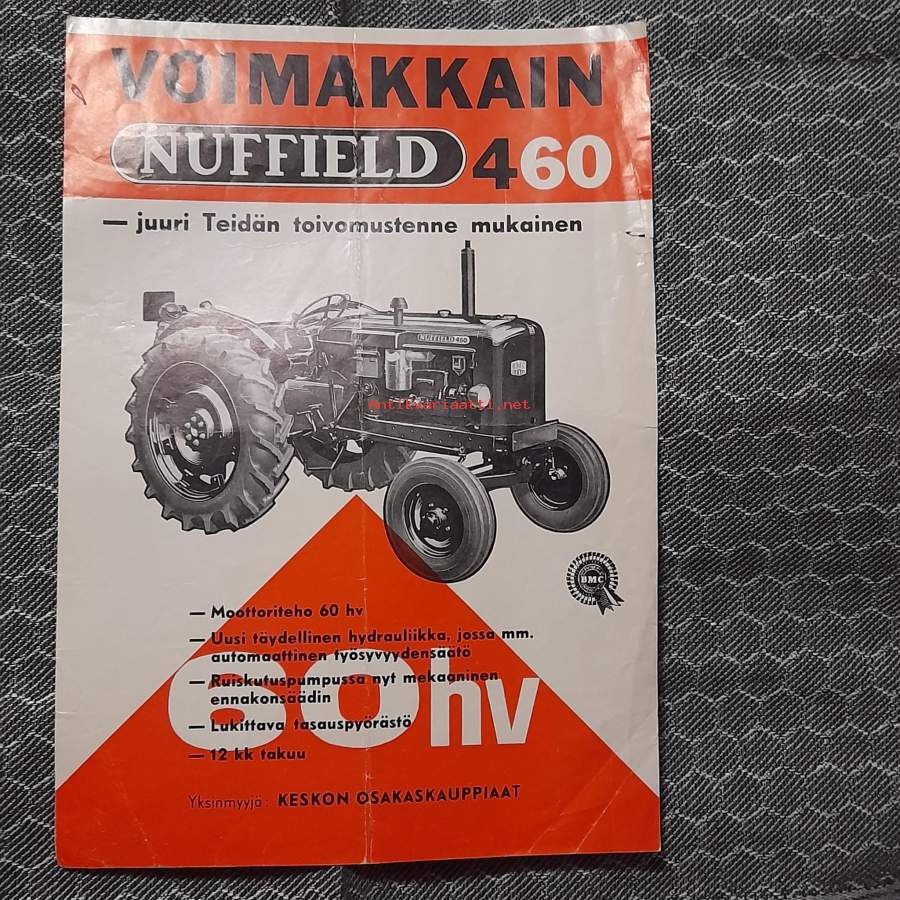 VOIMAKKAIN
NUFFIELD 460
— juuri Teidän toivomustenne mukainen
NUFFIELD 460
Antikvariaatti.net
BMC
— Moottoriteho 60 hv
— Uusi täydellinen hydrauliikka, jossa mm.
automaattinen työsyvyydensäätö
— Ruiskutuspumpussa nyt mekaaninen
ennakonsäädin
— Lukittava tasauspyörästö
— 12 kk takuu
60 hv
Yksinmyyjä: KESKON OSAKASKAUPPIAAT